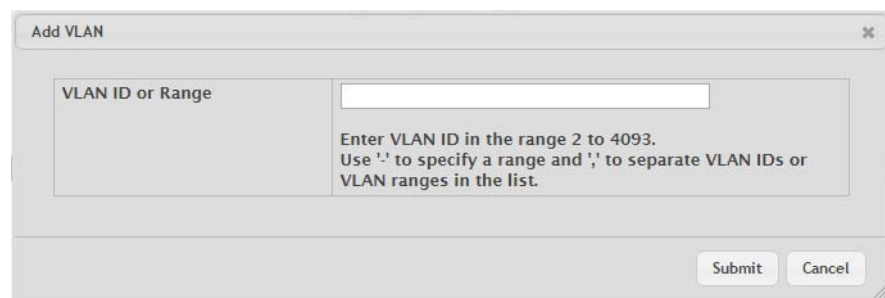 Add VLAN
VLAN ID or Range
Enter VLAN ID in the range 2 to 4093.
Use '-' to specify a range and ',' to separate VLAN IDs or
VLAN ranges in the list.
Submit Cancel